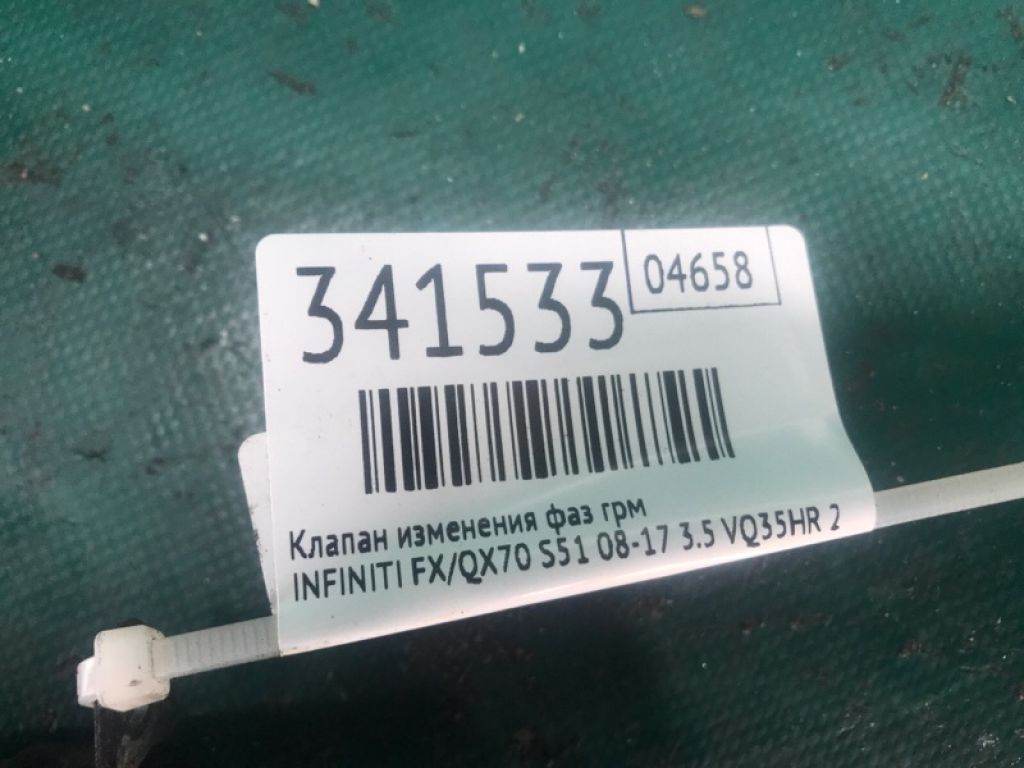 341533
04658
Клапан изменения фаз грм
INFINITI FX/QX70 S51 08-17 3.5 VQ35HR 2